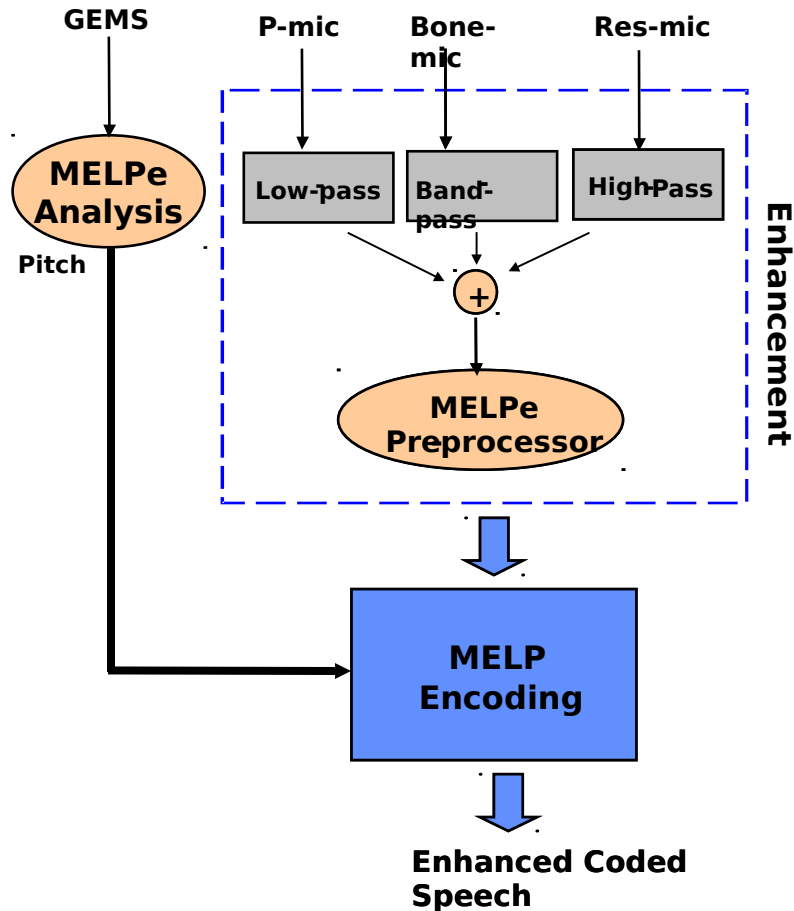 GEMS
P-mic
Bone-
mic
Res-mic
MELPe
Analysis
Low-pass
Band-
pass
High-Pass
Pitch
+
MELPe
Preprocessor
Enhancement
MELP
Encoding
Enhanced Coded
Speech